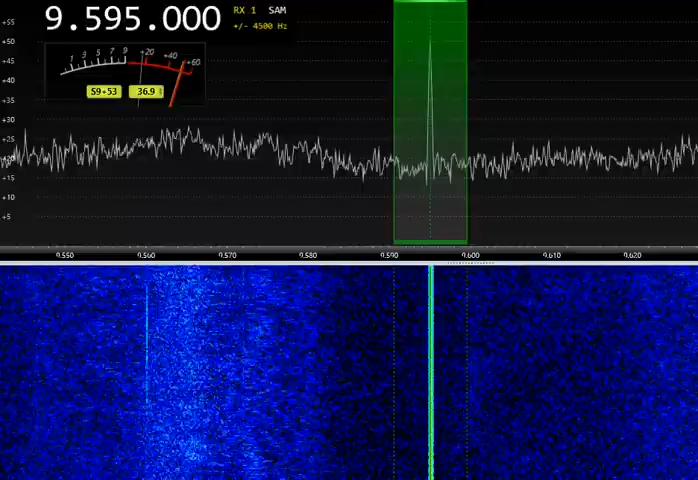 9.595.000
RX 1 SAM
+/- 4500 Hz
1 3 5 7 9 +20 +40 +60
S9+53 36.9
+55
+50
+45
+40
+35
+30
+25
+20
+15
+10
+5
9.550 9.560 9.570 9.580 9.590 9.600 9.610 9.620